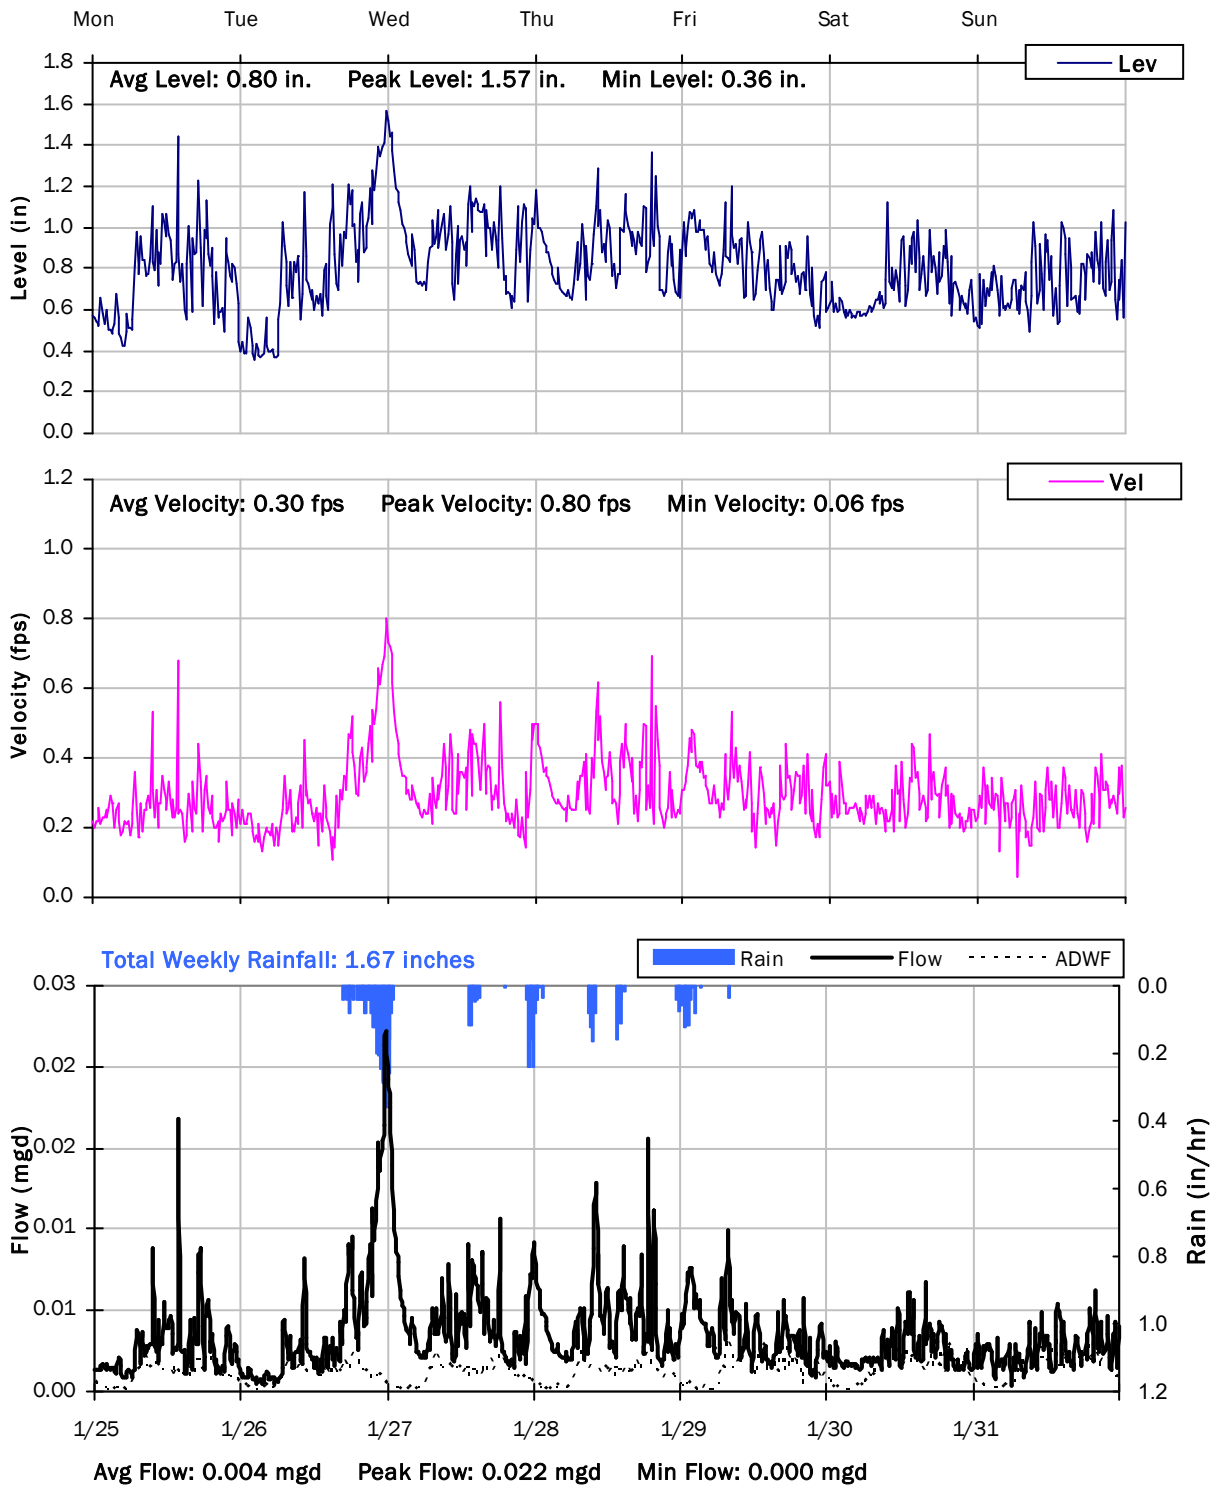 Mon Tue Wed Thu Fri Sat Sun
Lev
Avg Level: 0.80 in. Peak Level: 1.57 in. Min Level: 0.36 in.
1.8
1.6
1.4
1.2
1.0
0.8
0.6
0.4
0.2
0.0
Level (in)
Vel
Avg Velocity: 0.30 fps Peak Velocity: 0.80 fps Min Velocity: 0.06 fps
1.2
1.0
0.8
0.6
0.4
0.2
0.0
Velocity (fps)
Total Weekly Rainfall: 1.67 inches
Rain Flow ADWF
0.03
0.02
0.02
0.01
0.01
0.00
Flow (mgd)
0.0
0.2
0.4
0.6
0.8
1.0
1.2
Rain (in/hr)
1/25 1/26 1/27 1/28 1/29 1/30 1/31
Avg Flow: 0.004 mgd Peak Flow: 0.022 mgd Min Flow: 0.000 mgd